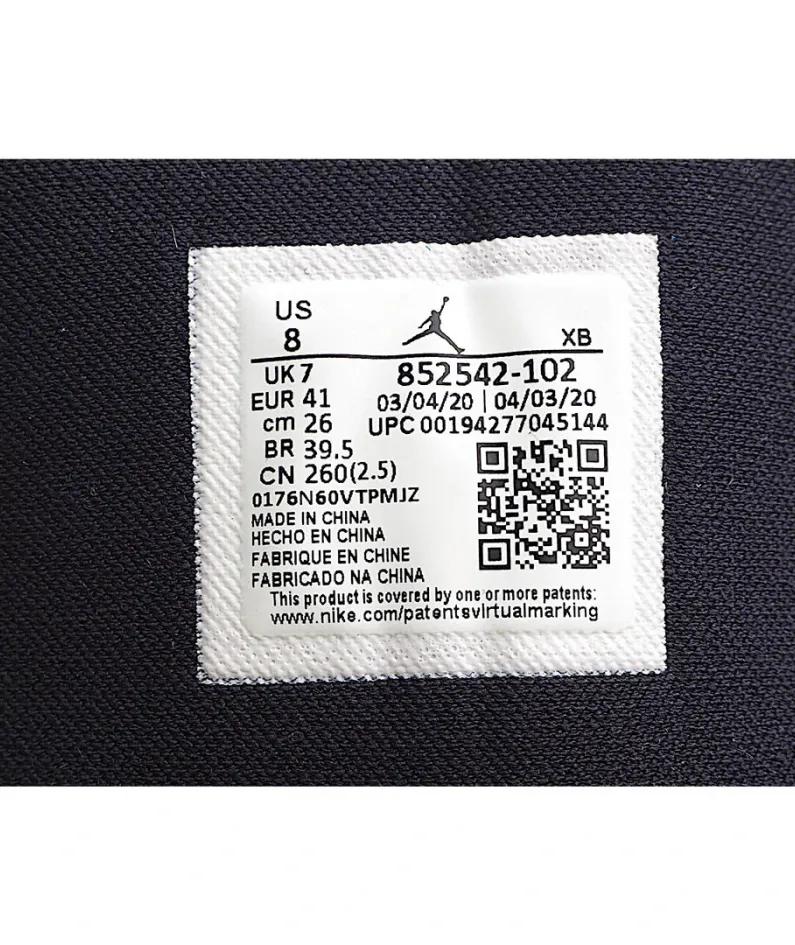 US
8
XB
UK 7
852542-102
EUR 41
03/04/20 | 04/03/20
cm 26
UPC 00194277045144
BR 39.5
CN 260(2.5)
0176N60VTPMJZ
MADE IN CHINA
HECHO EN CHINA
FABRIQUE EN CHINE
FABRICADO NA CHINA
This product is covered by one or more patents:
www.nike.com/patentsvirtualmarking